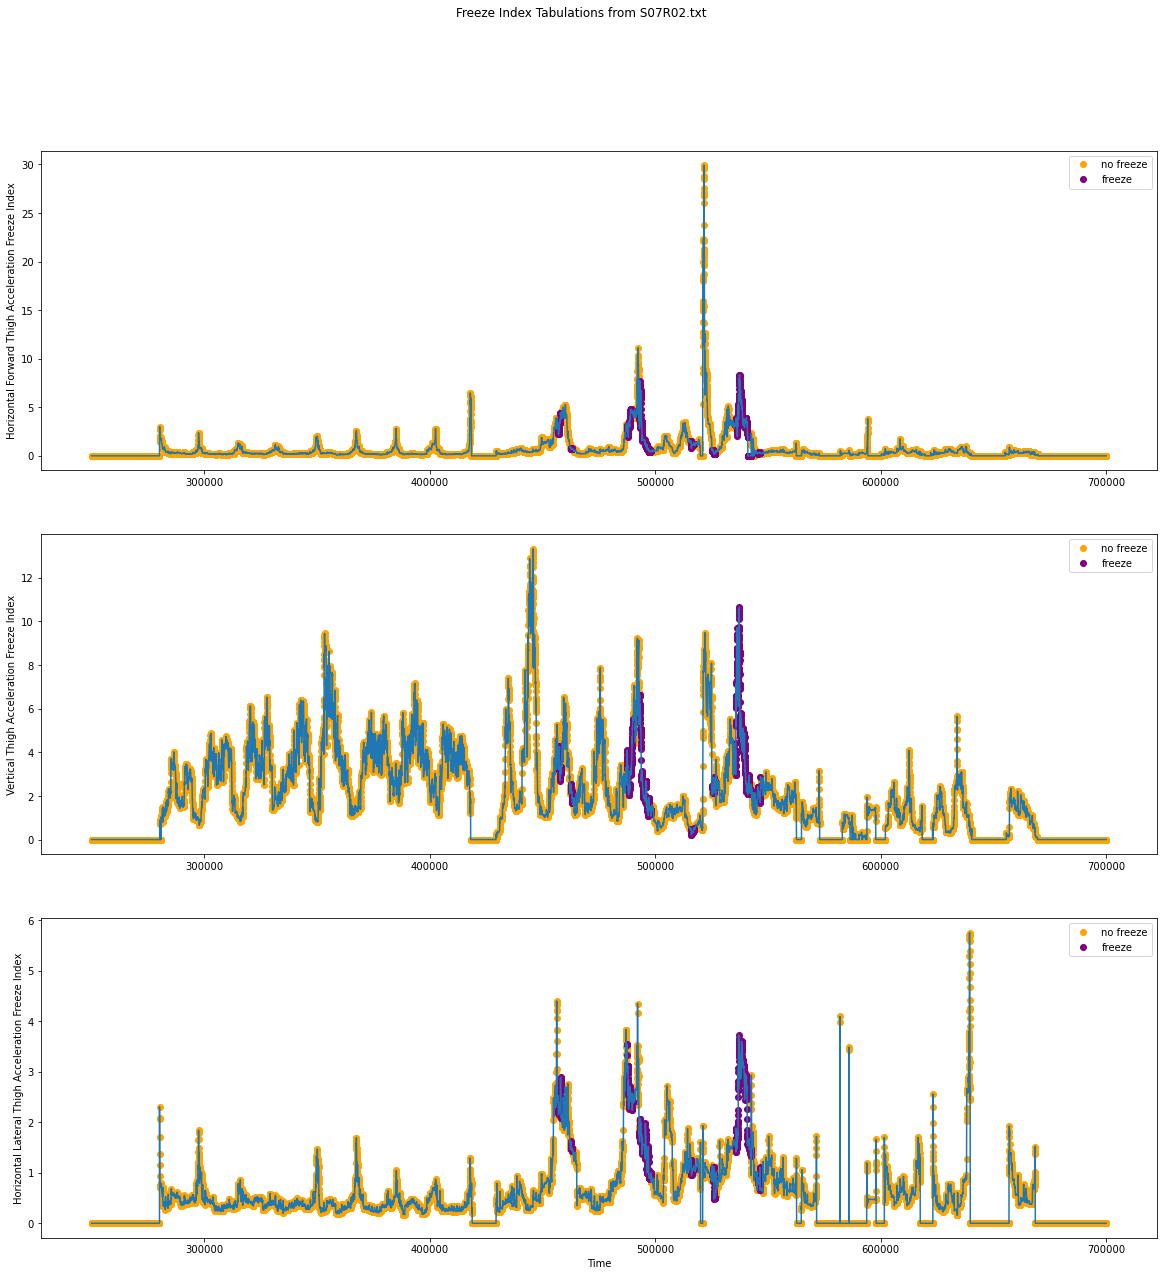 Freeze Index Tabulations from S07R02.txt
Horizontal Forward Thigh Acceleration Freeze Index
30
25
20
15
10
5
0
no freeze
freeze
300000 400000 500000 600000 700000
Vertical Thigh Acceleration Freeze Index
12
10
8
6
4
2
0
no freeze
freeze
300000 400000 500000 600000 700000
Horizontal Lateral Thigh Acceleration Freeze Index
6
5
4
3
2
1
0
no freeze
freeze
300000 400000 500000 600000 700000
Time